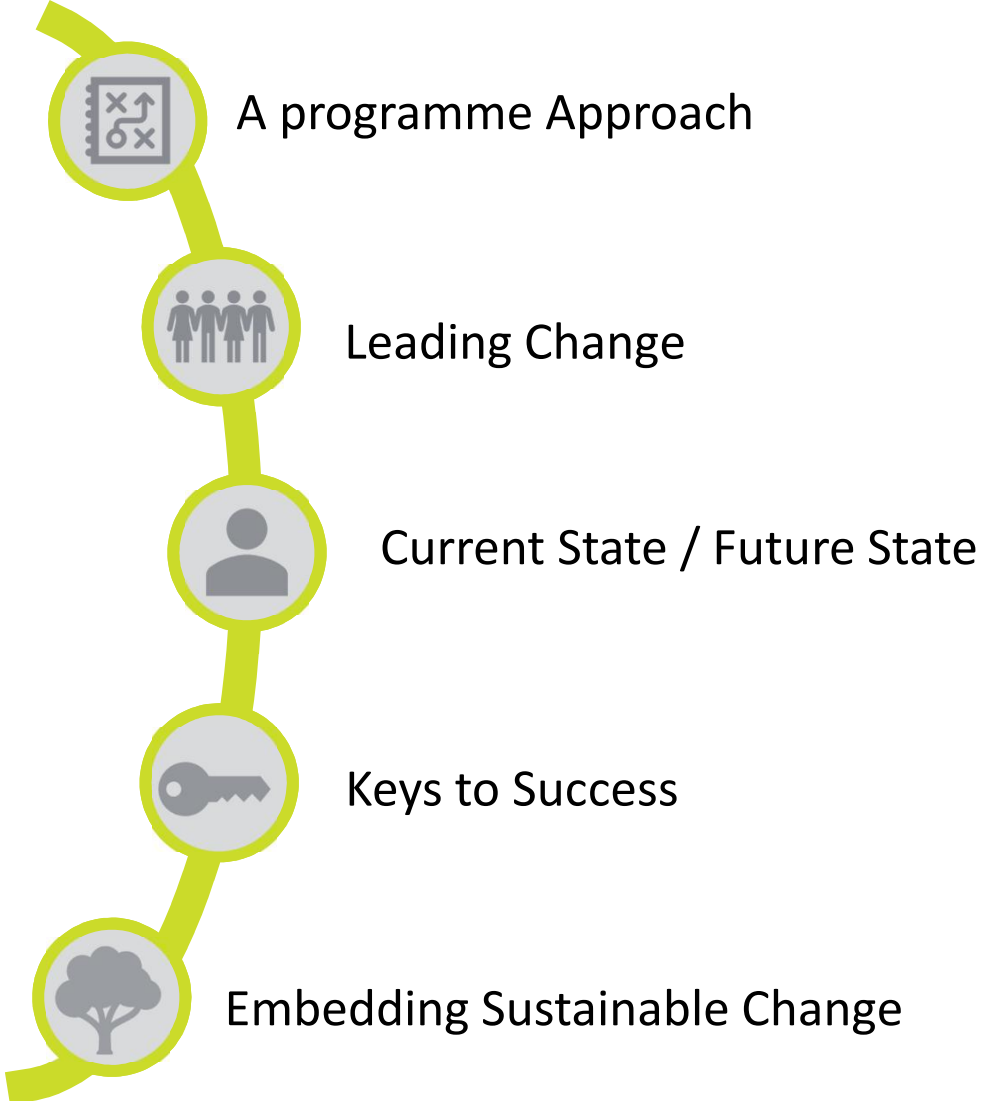 A programme Approach
Leading Change
Current State / Future State
Keys to Success
Embedding Sustainable Change